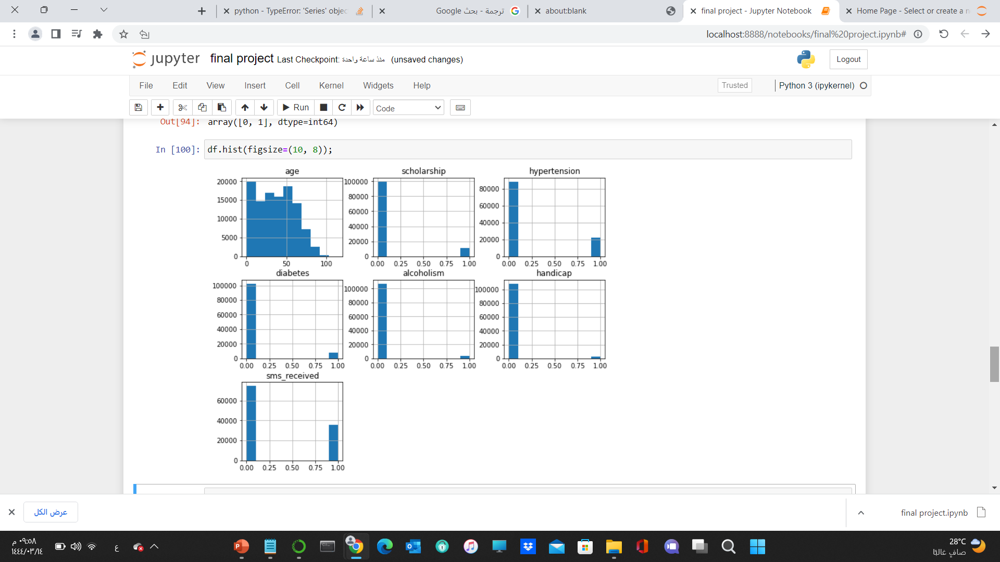 python - TypeError: 'Series' objec
ترجمة - بحث Google
about:blank
final project - Jupyter Notebook
Home Page - Select or create a n
localhost:8888/notebooks/final%20project.ipynb#
jupyter final project Last Checkpoint: منذ ساعة واحدة (unsaved changes)
Logout
File Edit View Insert Cell Kernel Widgets Help
Trusted
Python 3 (ipykernel)
Run
Code
Out[94]: array([0, 1], dtype=int64)
In [100]: df.hist(figsize=(10, 8));
age
20000
15000
10000
5000
0
0 50 100
scholarship
100000
80000
60000
40000
20000
0
0.00 0.25 0.50 0.75 1.00
hypertension
80000
60000
40000
20000
0
0.00 0.25 0.50 0.75 1.00
diabetes
100000
80000
60000
40000
20000
0
0.00 0.25 0.50 0.75 1.00
alcoholism
100000
80000
60000
40000
20000
0
0.00 0.25 0.50 0.75 1.00
handicap
100000
80000
60000
40000
20000
0
0.00 0.25 0.50 0.75 1.00
sms_received
60000
40000
20000
0
0.00 0.25 0.50 0.75 1.00
عرض الكل
final project.ipynb
٠٩:٥٨ م
١٤٤٤/٠٣/١٤
ع
28°C
صافٍ غالبًا